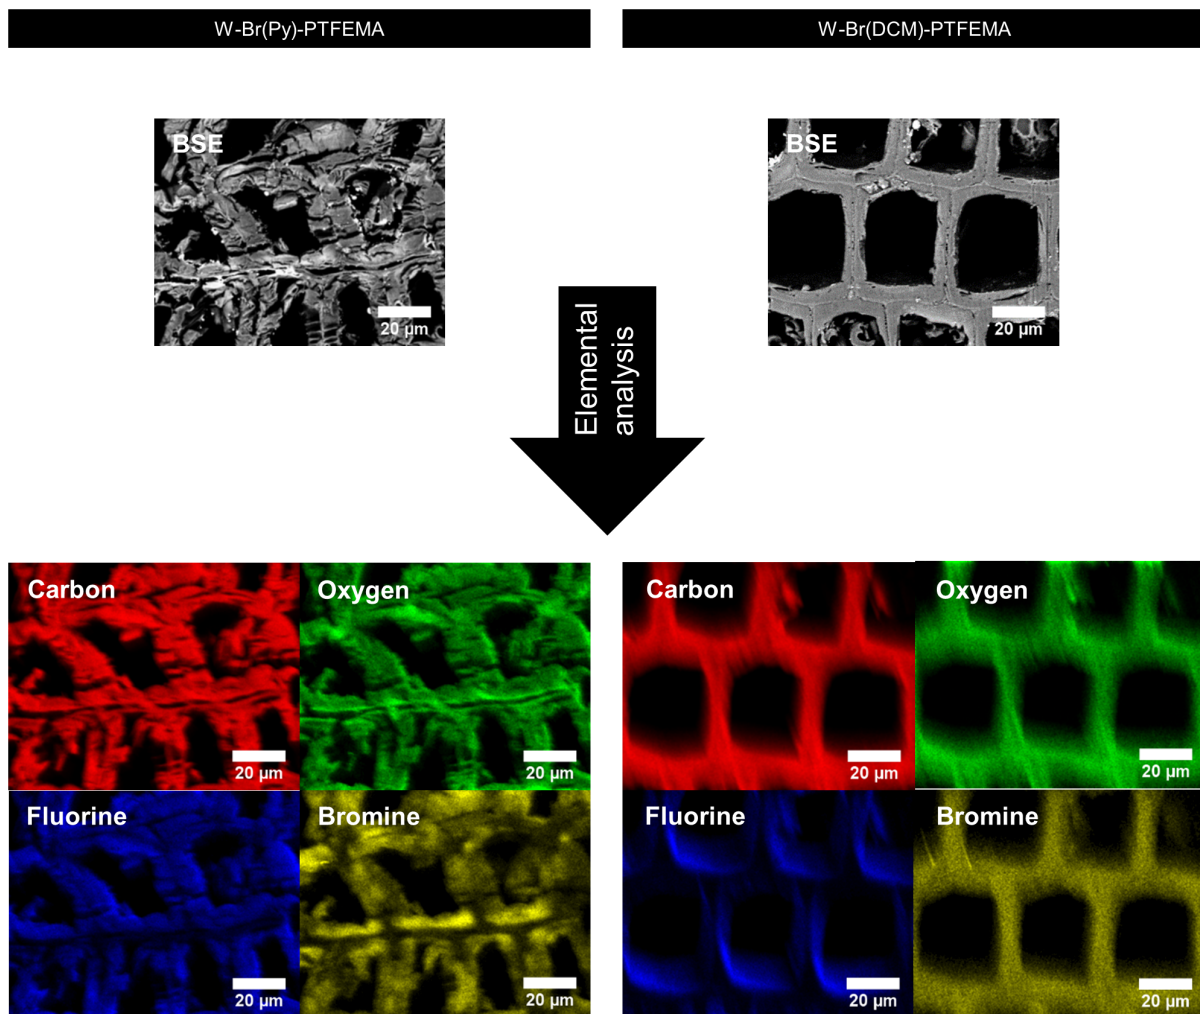 W-Br(Py)-PTFEMA
W-Br(DCM)-PTFEMA
BSE
20 µm
BSE
20 µm
Elemental
analysis
Carbon
20 µm
Oxygen
20 µm
Carbon
20 µm
Oxygen
20 µm
Fluorine
20 µm
Bromine
20 µm
Fluorine
20 µm
Bromine
20 µm